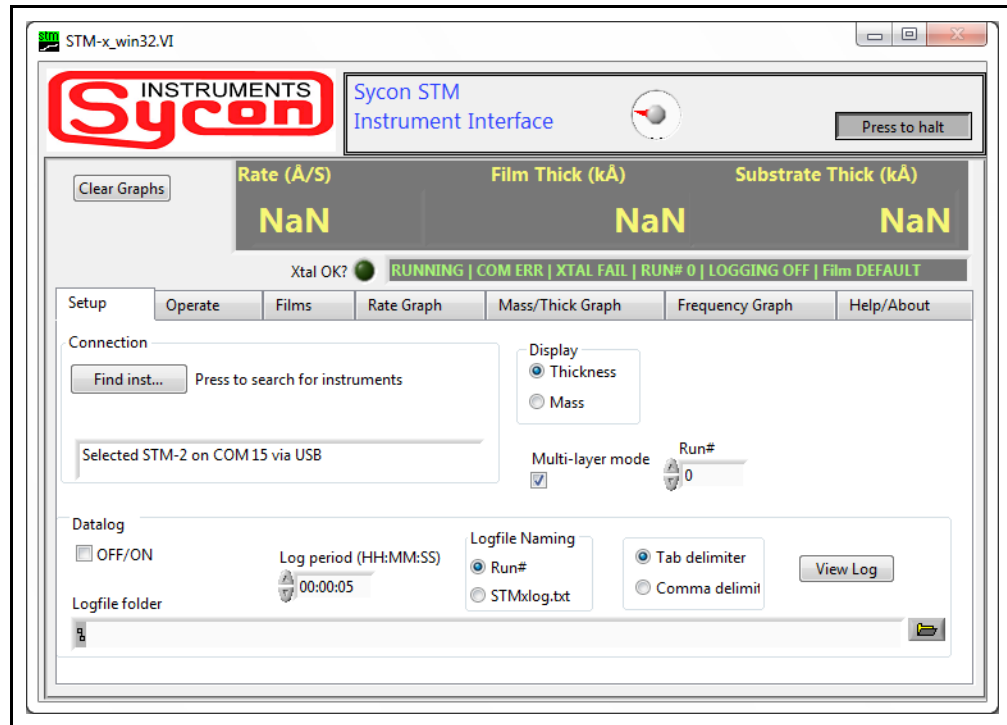 stm
STM-x_win32.VI
INSTRUMENTS
Sycon
Sycon STM
Instrument Interface
Press to halt
Clear Graphs
Rate (Å/S)
Film Thick (kÅ)
Substrate Thick (kÅ)
NaN
NaN
NaN
Xtal OK?
RUNNING | COM ERR | XTAL FAIL | RUN# 0 | LOGGING OFF | Film DEFAULT
Setup
Operate
Films
Rate Graph
Mass/Thick Graph
Frequency Graph
Help/About
Connection
Find inst...
Press to search for instruments
Selected STM-2 on COM 15 via USB
Display
Thickness
Mass
Multi-layer mode
Run#
0
Datalog
OFF/ON
Log period (HH:MM:SS)
00:00:05
Logfile Naming
Run#
STMxlog.txt
Tab delimiter
Comma delimit
View Log
Logfile folder